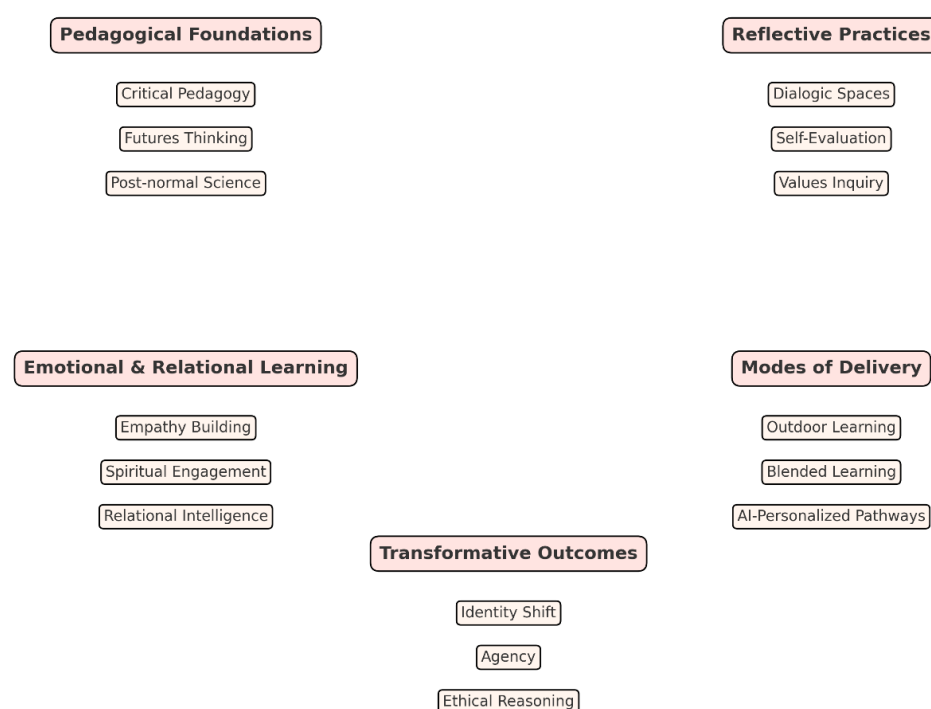 Pedagogical Foundations
Critical Pedagogy
Futures Thinking
Post-normal Science
Reflective Practices
Dialogic Spaces
Self-Evaluation
Values Inquiry
Emotional & Relational Learning
Empathy Building
Spiritual Engagement
Relational Intelligence
Modes of Delivery
Outdoor Learning
Blended Learning
AI-Personalized Pathways
Transformative Outcomes
Identity Shift
Agency
Ethical Reasoning